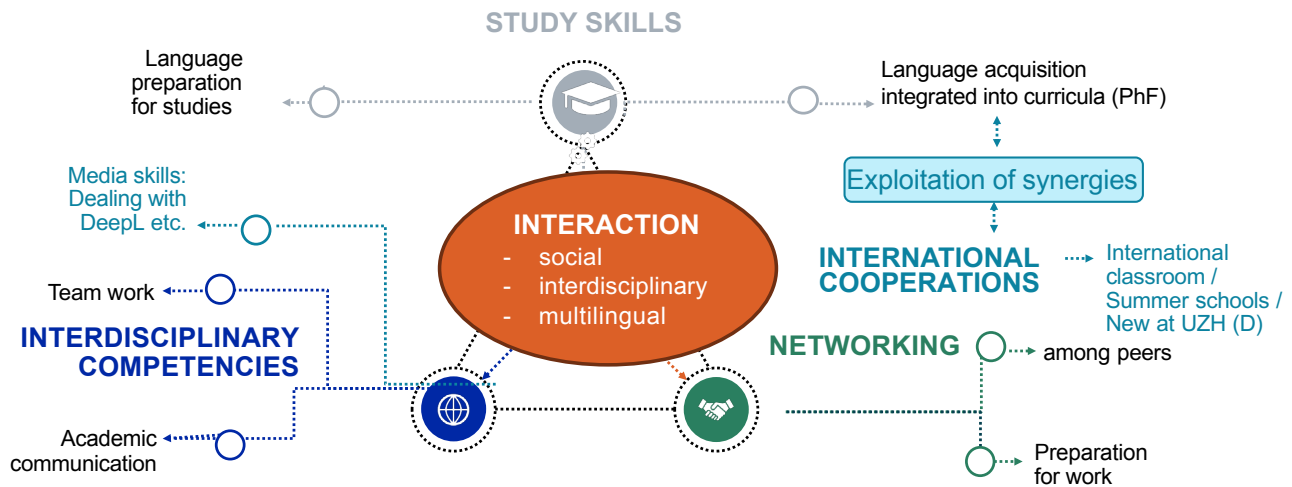 STUDY SKILLS
Language
preparation
for studies
Language acquisition
integrated into curricula (PhF)
Exploitation of synergies
Media skills:
Dealing with
DeepL etc.
INTERACTION
- social
- interdisciplinary
- multilingual
INTERNATIONAL
COOPERATIONS
International
classroom /
Summer schools /
New at UZH (D)
Team work
INTERDISCIPLINARY
COMPETENCIES
NETWORKING
among peers
Academic
communication
Preparation
for work